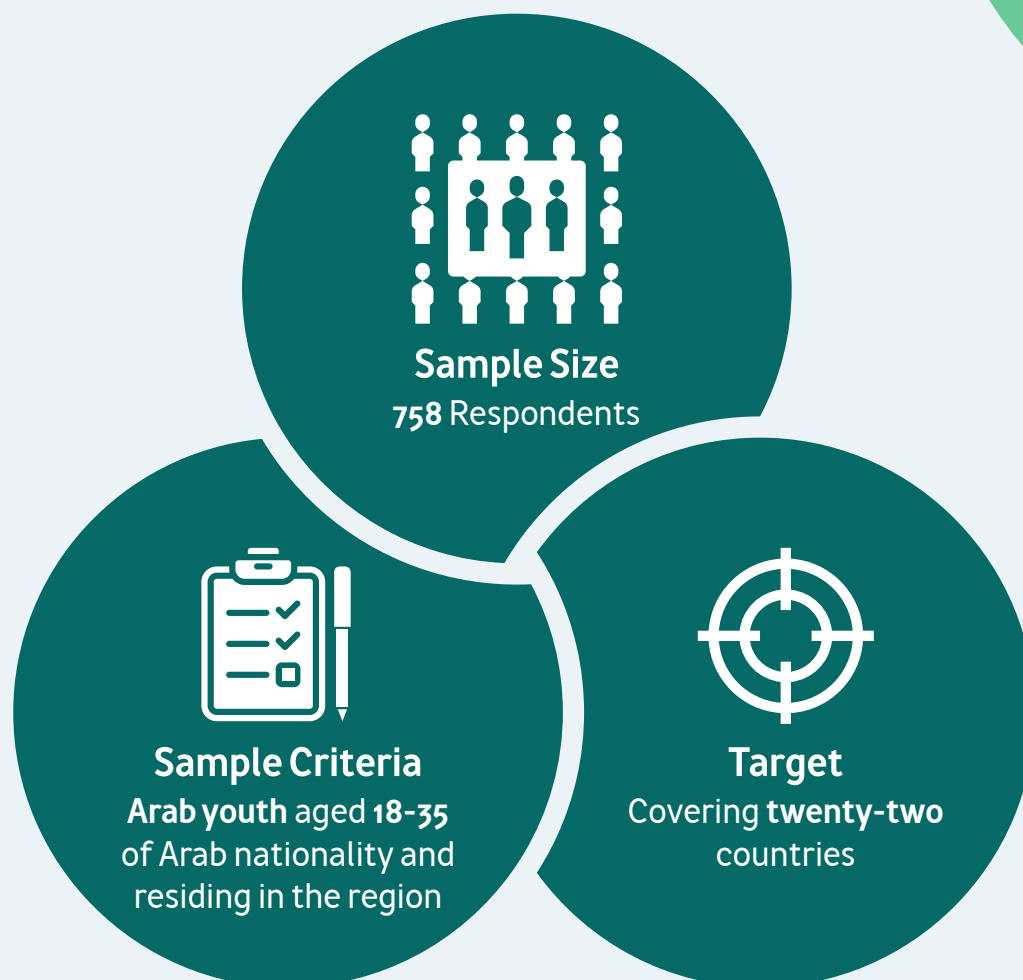 Sample Size
758 Respondents
Sample Criteria
Arab youth aged 18-35
of Arab nationality and
residing in the region
Target
Covering twenty-two
countries